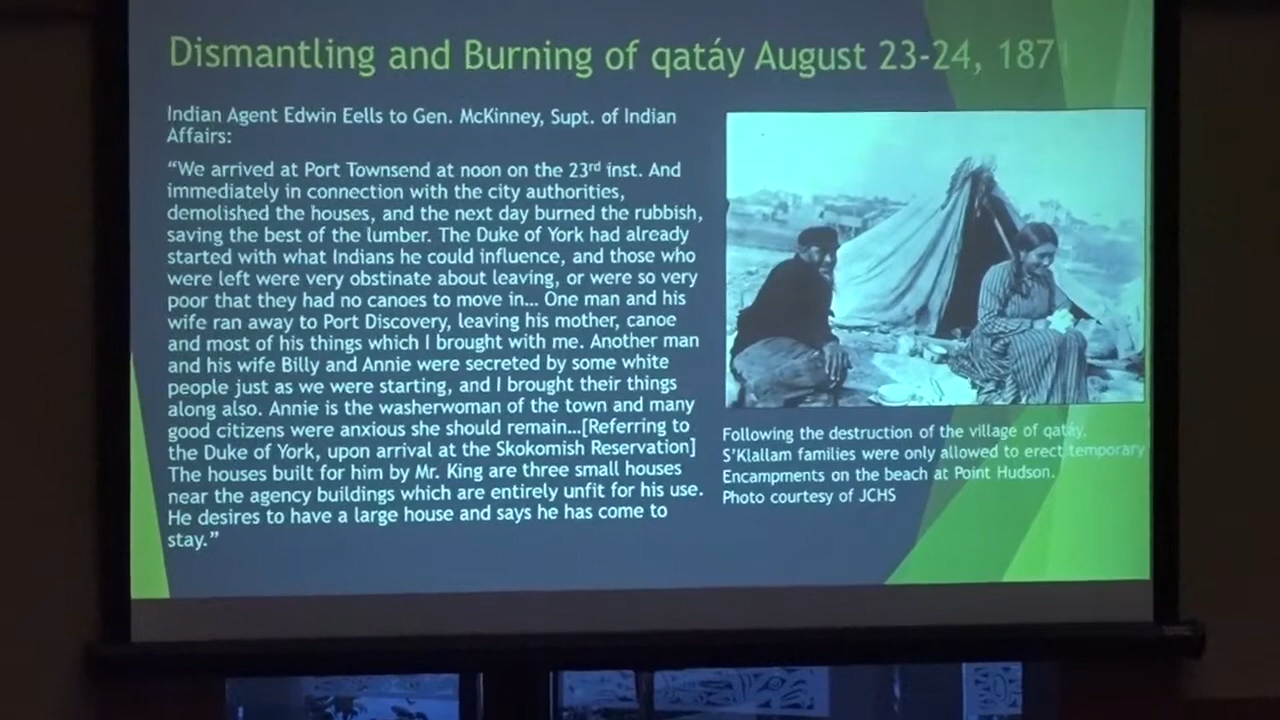 Dismantling and Burning of qatáy August 23-24, 1871
Indian Agent Edwin Eells to Gen. McKinney, Supt. of Indian
Affairs:
“We arrived at Port Townsend at noon on the 23rd inst. And
immediately in connection with the city authorities,
demolished the houses, and the next day burned the rubbish,
saving the best of the lumber. The Duke of York had already
started with what Indians he could influence, and those who
were left were very obstinate about leaving, or were so very
poor that they had no canoes to move in... One man and his
wife ran away to Port Discovery, leaving his mother, canoe
and most of his things which I brought with me. Another man
and his wife Billy and Annie were secreted by some white
people just as we were starting, and I brought their things
along also. Annie is the washerwoman of the town and many
good citizens were anxious she should remain...[Referring to
the Duke of York, upon arrival at the Skokomish Reservation]
The houses built for him by Mr. King are three small houses
near the agency buildings which are entirely unfit for his use.
He desires to have a large house and says he has come to
stay.”
Following the destruction of the village of qatáy,
S’Klallam families were only allowed to erect temporary
Encampments on the beach at Point Hudson.
Photo courtesy of JCHS